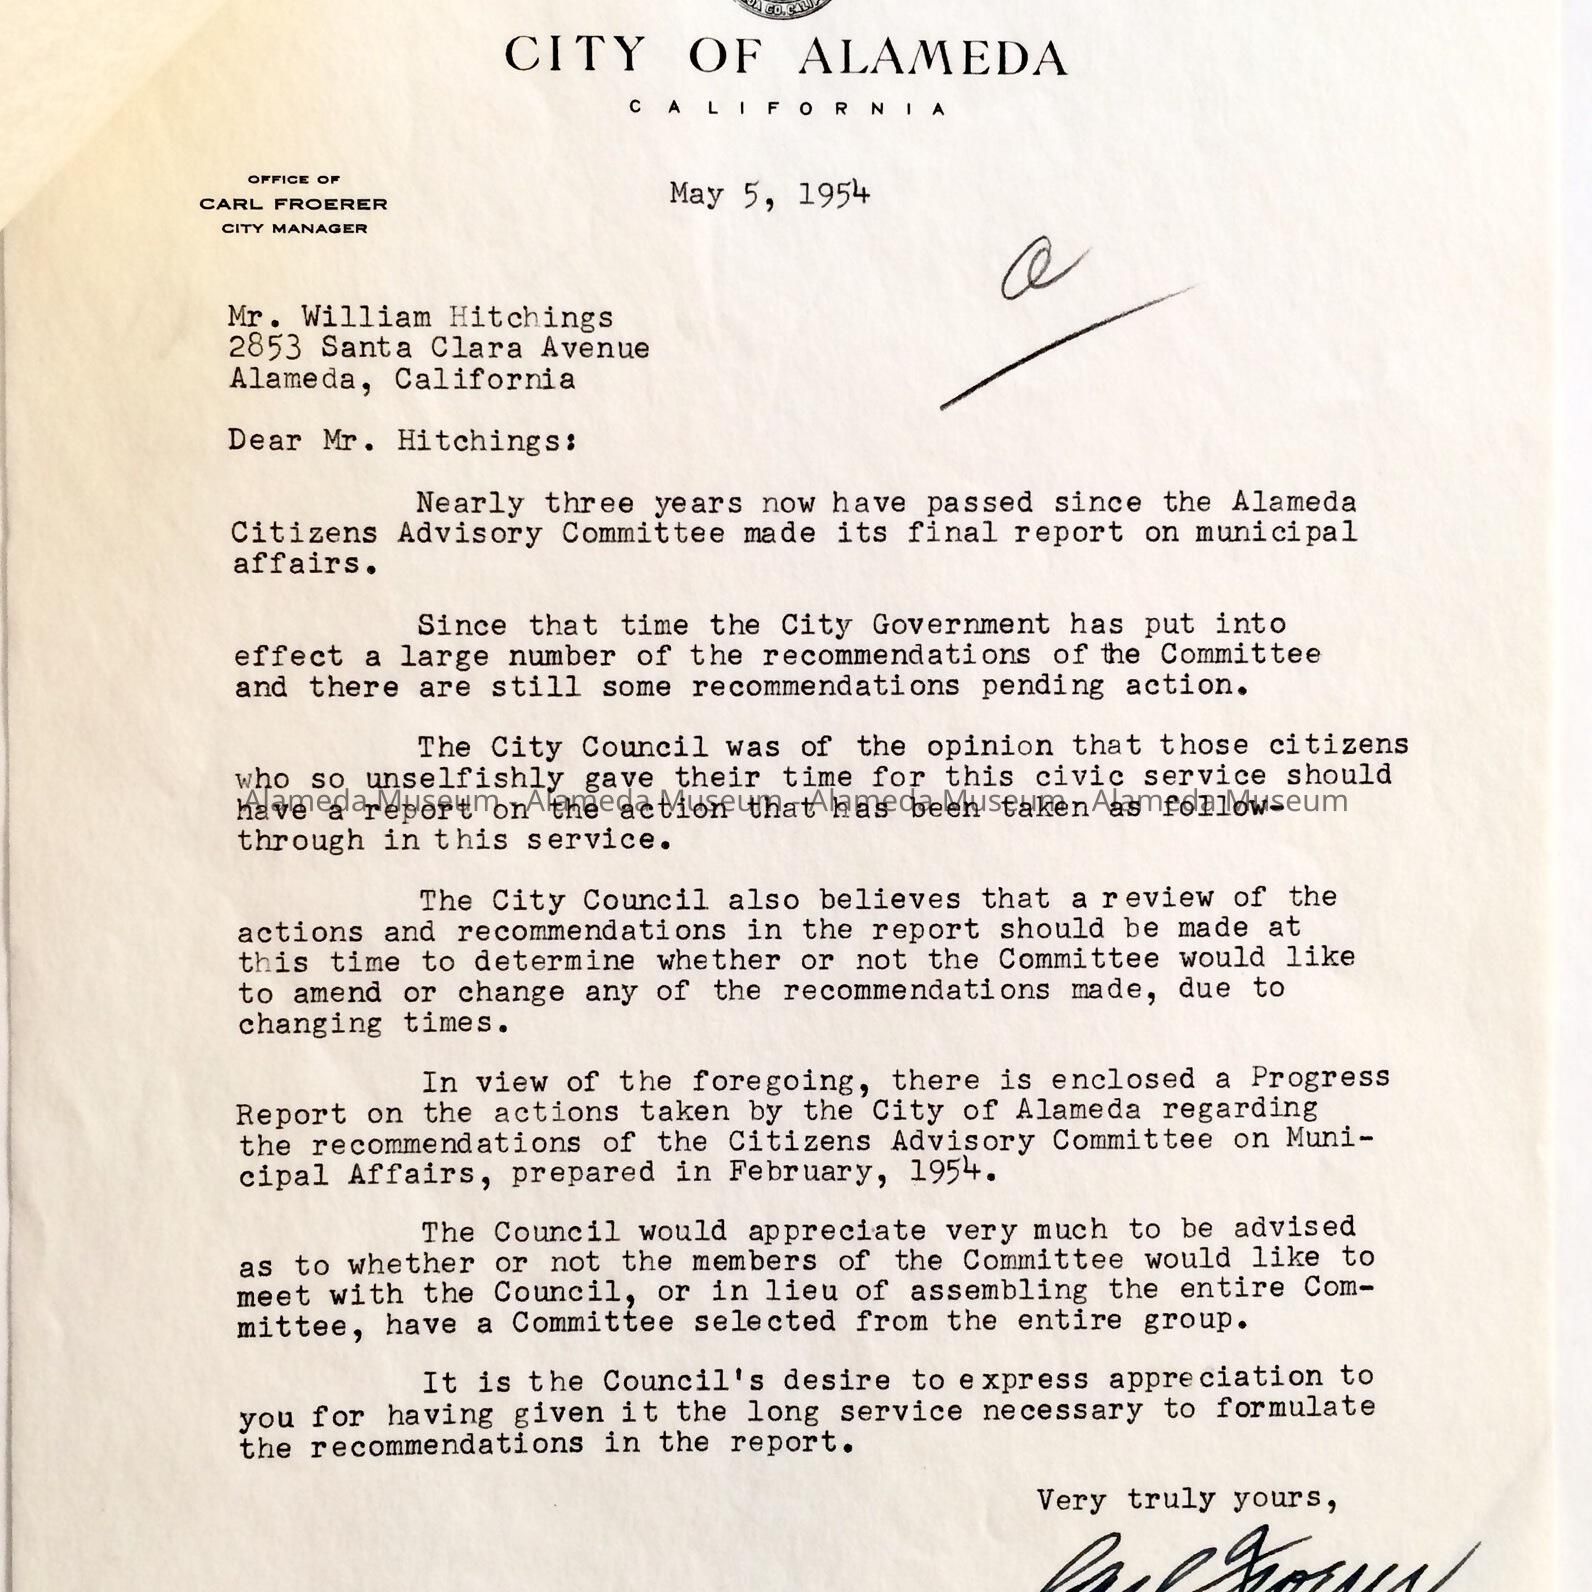 CO. CALI
CITY OF ALAMEDA
CALIFORNIA
OFFICE OF
CARL FROERER
CITY MANAGER
May 5, 1954
a
Mr. William Hitchings
2853 Santa Clara Avenue
Alameda, California
Dear Mr. Hitchings:
Nearly three years now have passed since the Alameda
Citizens Advisory Committee made its final report on municipal
affairs.
Since that time the City Government has put into
effect a large number of the recommendations of the Committee
and there are still some recommendations pending action.
The City Council was of the opinion that those citizens
who so unselfishly gave their time for this civic service should
Alameda Museum - Alameda Museum - Alameda Museum - Alameda Museum
have a report on the action that has been taken as follow-
through in this service.
The City Council also believes that a review of the
actions and recommendations in the report should be made at
this time to determine whether or not the Committee would like
to amend or change any of the recommendations made, due to
changing times.
In view of the foregoing, there is enclosed a Progress
Report on the actions taken by the City of Alameda regarding
the recommendations of the Citizens Advisory Committee on Muni-
cipal Affairs, prepared in February, 1954.
The Council would appreciate very much to be advised
as to whether or not the members of the Committee would like to
meet with the Council, or in lieu of assembling the entire Com-
mittee, have a Committee selected from the entire group.
It is the Council's desire to express appreciation to
you for having given it the long service necessary to formulate
the recommendations in the report.
Very truly yours,
Carl Froerer